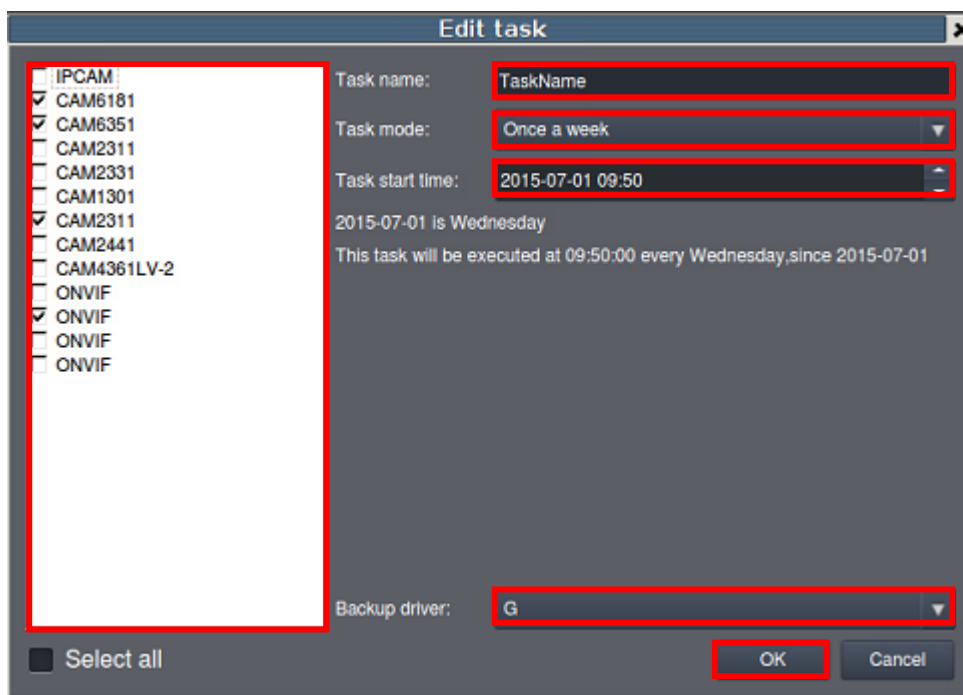 Edit task
IPCAM
CAM6181
CAM6351
CAM2311
CAM2331
CAM1301
CAM2311
CAM2441
CAM4361LV-2
ONVIF
ONVIF
ONVIF
ONVIF
Select all
Task name: TaskName
Task mode: Once a week
Task start time: 2015-07-01 09:50
2015-07-01 is Wednesday
This task will be executed at 09:50:00 every Wednesday,since 2015-07-01
Backup driver: G
OK
Cancel